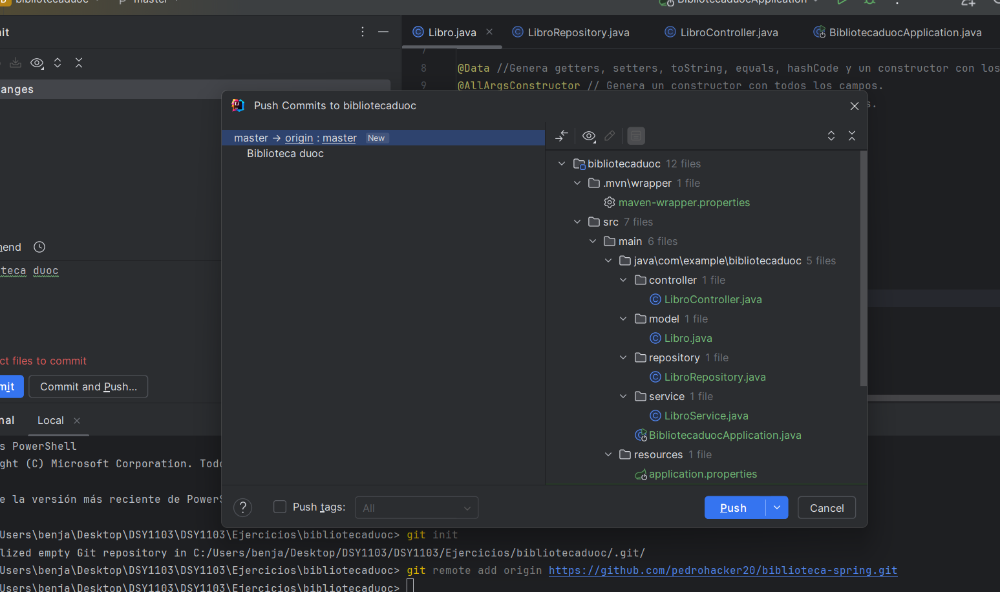 bibliotecaduoc
master
BibliotecaduocApplication
it
Libro.java
LibroRepository.java
LibroController.java
BibliotecaduocApplication.java
anges
7
8 @Data //Genera getters, setters, toString, equals, hashCode y un constructor con los
9 @AllArgsConstructor // Genera un constructor con todos los campos.
s.
Push Commits to bibliotecaduoc
master → origin : master New
Biblioteca duoc
bibliotecaduoc 12 files
.mvn\wrapper 1 file
maven-wrapper.properties
src 7 files
main 6 files
java\com\example\bibliotecaduoc 5 files
controller 1 file
LibroController.java
model 1 file
Libro.java
repository 1 file
LibroRepository.java
service 1 file
LibroService.java
BibliotecaduocApplication.java
resources 1 file
application.properties
Push tags:
All
Push
Cancel
end
teca duoc
ct files to commit
mit
Commit and Push...
nal
Local
s PowerShell
ght (C) Microsoft Corporation. Todo
e la versión más reciente de PowerS
Users\benja\Desktop\DSY1103\DSY1103\Ejercicios\bibliotecaduoc> git init
lized empty Git repository in C:/Users/benja/Desktop/DSY1103/DSY1103/Ejercicios/bibliotecaduoc/.git/
Users\benja\Desktop\DSY1103\DSY1103\Ejercicios\bibliotecaduoc> git remote add origin https://github.com/pedrohacker20/biblioteca-spring.git
Users\benja\Desktop\DSY1103\DSY1103\Ejercicios\bibliotecaduoc>